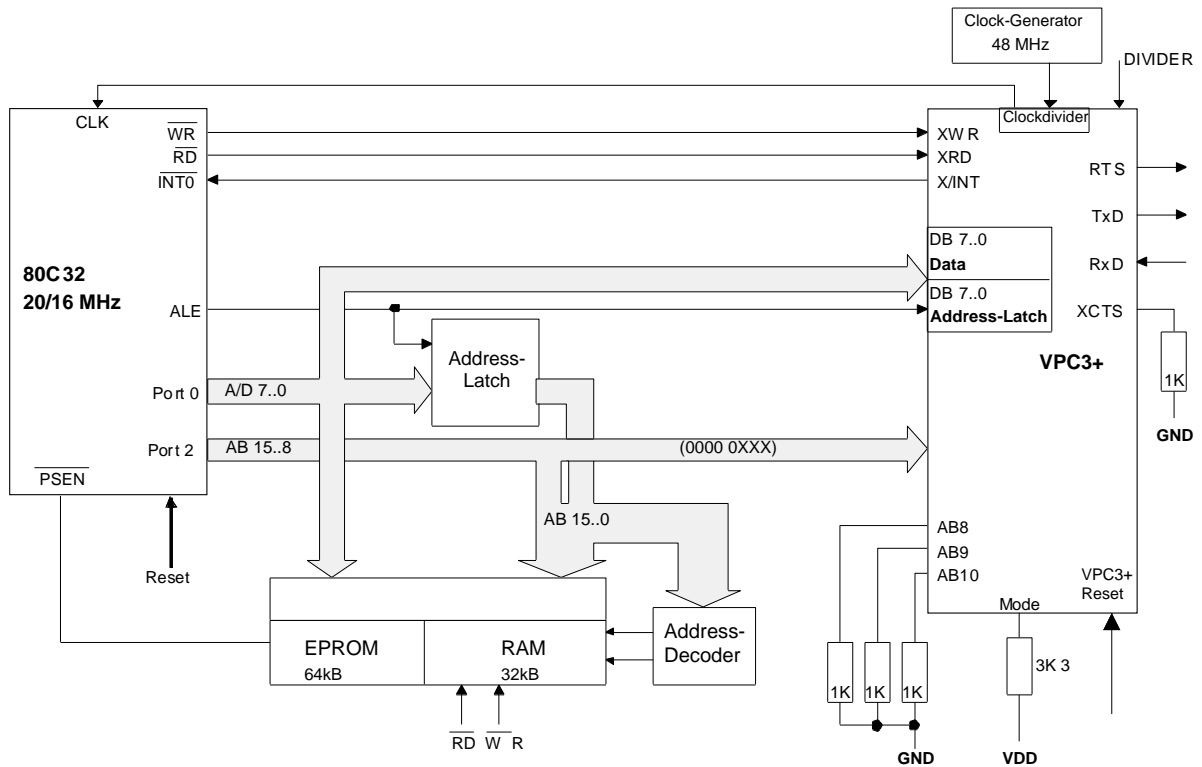 Clock-Generator
48 MHz
DIVIDER
CLK
Clockdivider
WR
RD
INT0
XWR
XRD
X/INT
RTS
TxD
RxD
XCTS
80C32
20/16 MHz
DB 7..0
Data
DB 7..0
Address-Latch
ALE
Address-
Latch
VPC3+
1K
GND
Port 0
A/D 7..0
Port 2
AB 15..8
(0000 0XXX)
PSEN
AB 15..0
Reset
AB8
AB9
AB10
VPC3+
Reset
Mode
EPROM
64kB
RAM
32kB
Address-
Decoder
1K
1K
1K
3K 3
RD
W R
GND
VDD